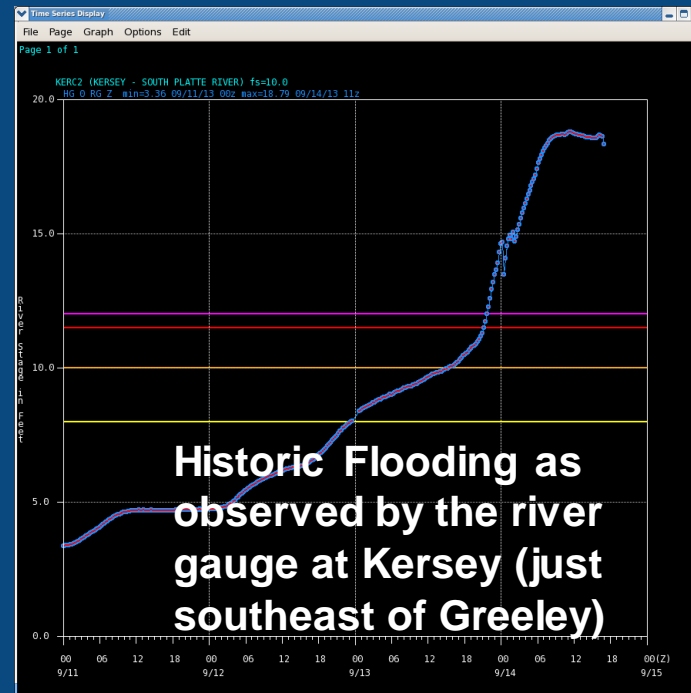 Time Series Display
File Page Graph Options Edit
Page 1 of 1
KERC2 (KERSEY - SOUTH PLATTE RIVER) fs=10.0
HG 0 RG Z min=3.36 09/11/13 00z max=18.79 09/14/13 11z
20.0
15.0
10.0
5.0
0.0
River Stage in Feet
Historic Flooding as
observed by the river
gauge at Kersey (just
southeast of Greeley)
00 06 12 18 00 06 12 18 00 06 12 18 00 06 12 18 00(Z)
9/11 9/12 9/13 9/14 9/15